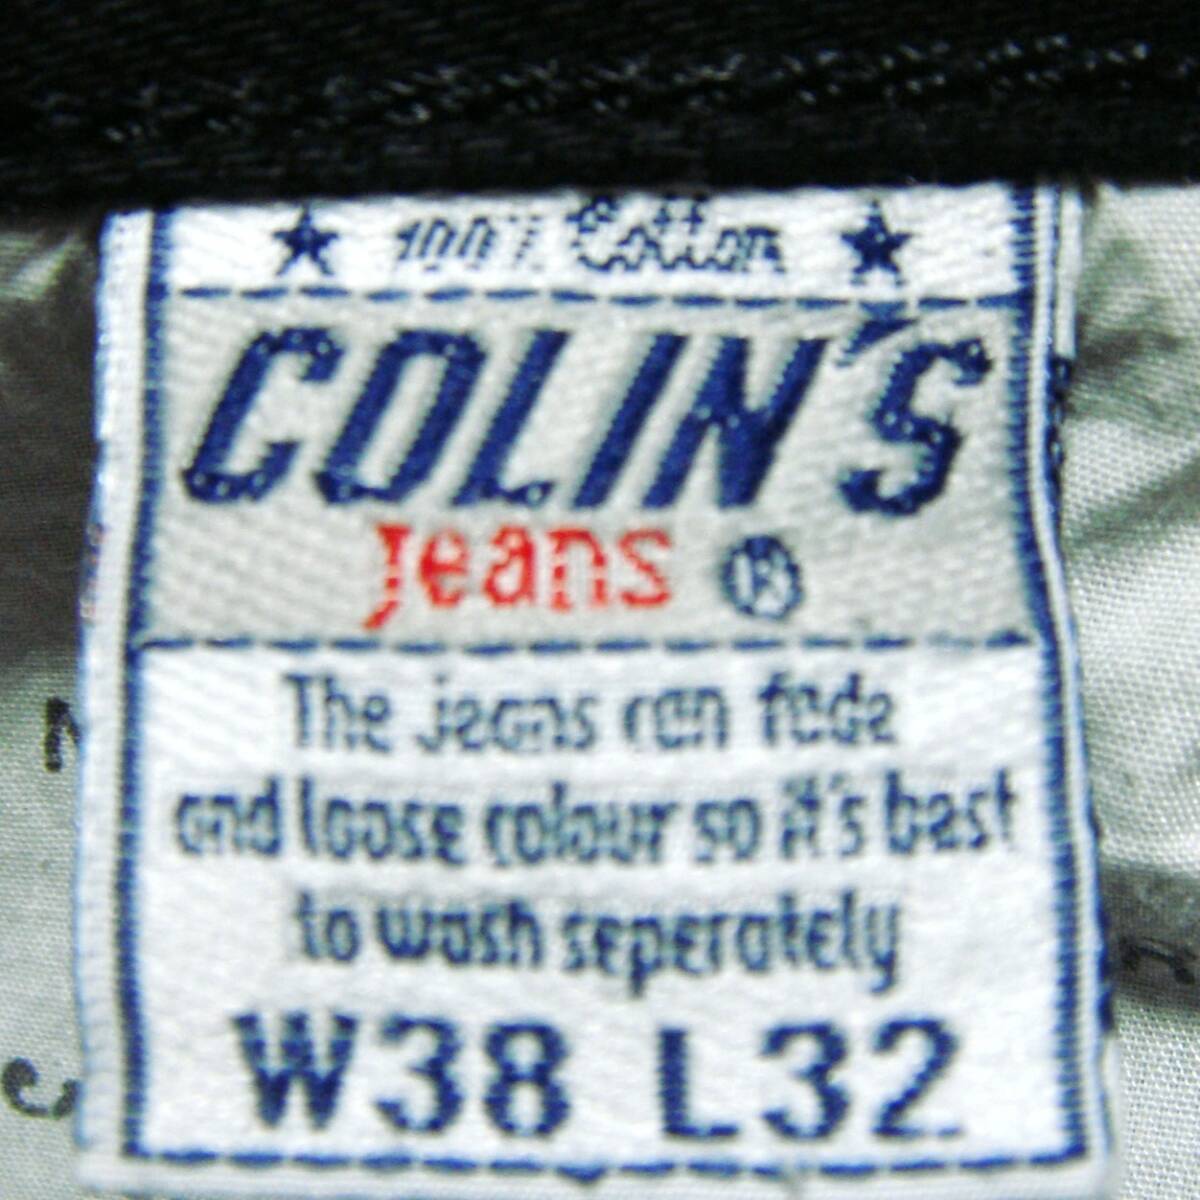 ★ 100% Cotton ★
COLIN'S
Jeans ®
The jeans can fade
and loose colour so it's best
to wash seperately
W38 L32